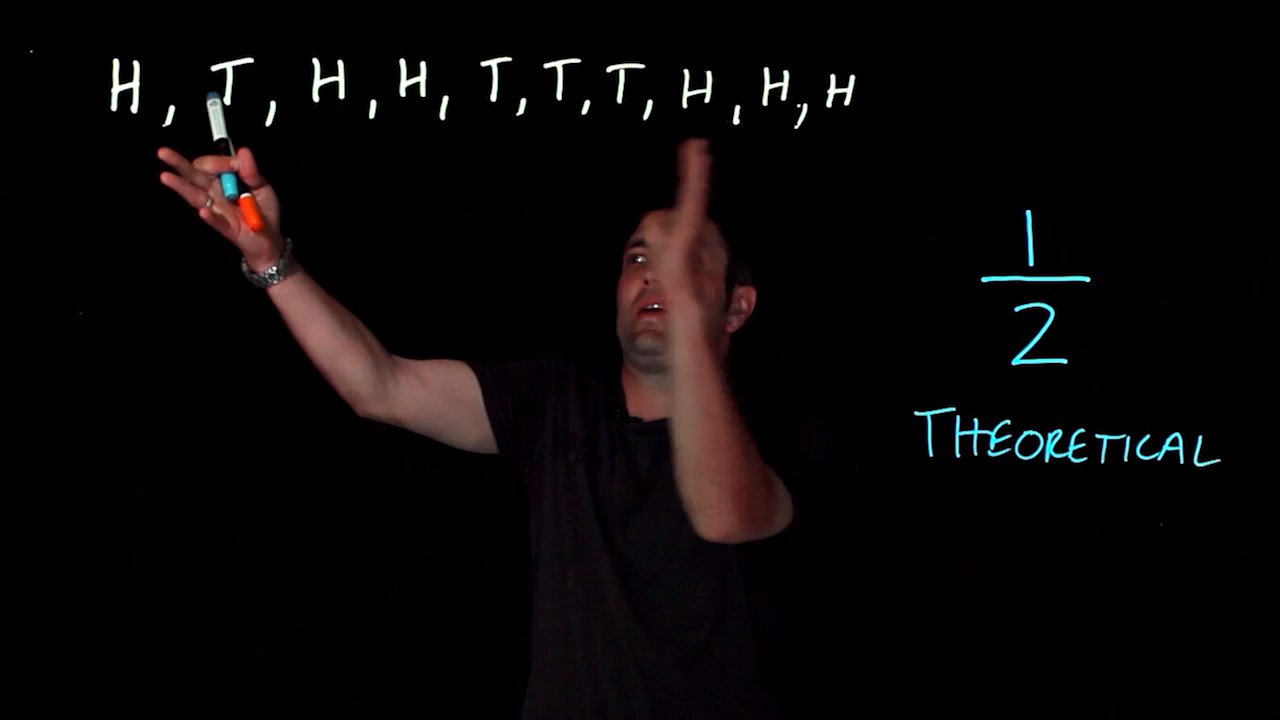 H, T, H, H, T, T, T, H, H, H
1
2
THEORETICAL